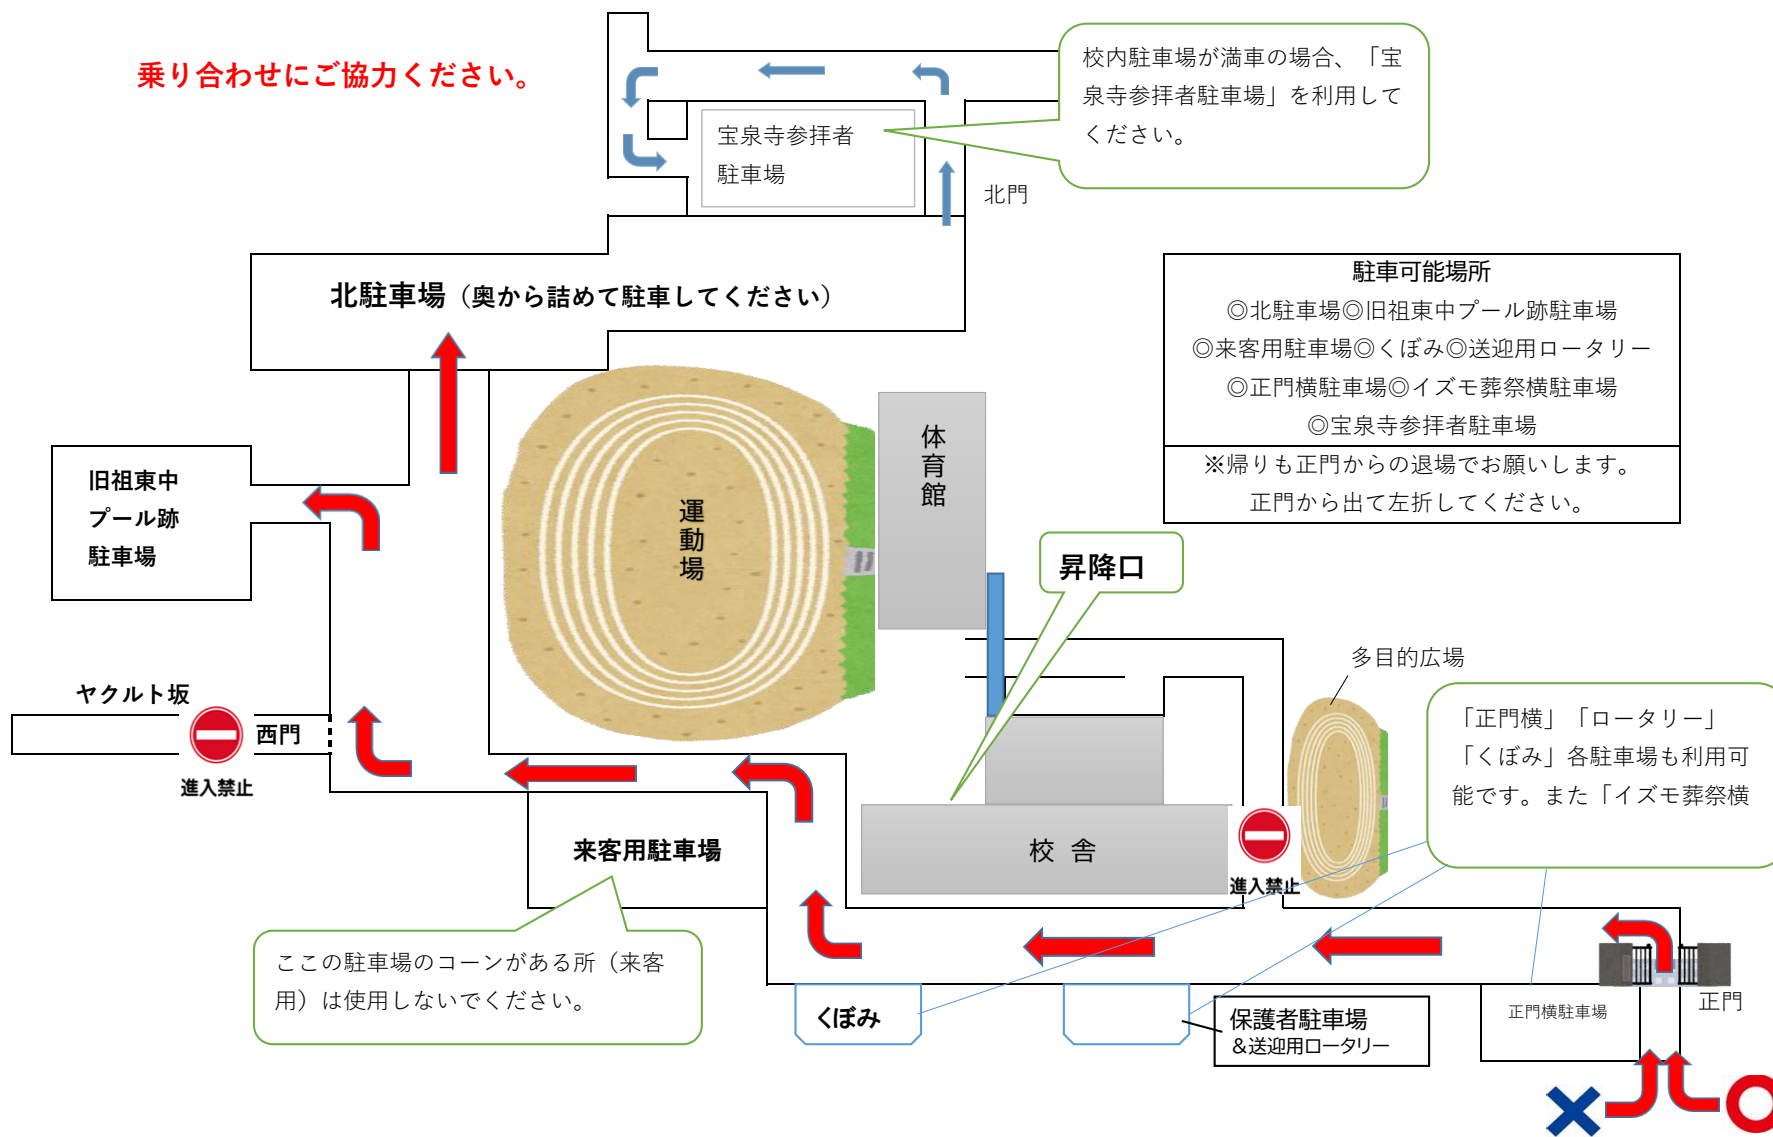 乗り合わせにご協力ください。
校内駐車場が満車の場合、「宝
泉寺参拝者駐車場」を利用して
ください。
宝泉寺参拝者
駐車場
北門
北駐車場（奥から詰めて駐車してください）
駐車可能場所
◎北駐車場◎旧祖東中プール跡駐車場
◎来客用駐車場◎くぼみ◎送迎用ロータリー
◎正門横駐車場◎イズモ葬祭横駐車場
◎宝泉寺参拝者駐車場
※帰りも正門からの退場でお願いします。
正門から出て左折してください。
体育館
運動場
旧祖東中
プール跡
駐車場
昇降口
多目的広場
ヤクルト坂
西門
進入禁止
「正門横」「ロータリー」
「くぼみ」各駐車場も利用可
能です。また「イズモ葬祭横
来客用駐車場
校 舎
進入禁止
ここの駐車場のコーンがある所（来客
用）は使用しないでください。
くぼみ
保護者駐車場
＆送迎用ロータリー
正門横駐車場
正門